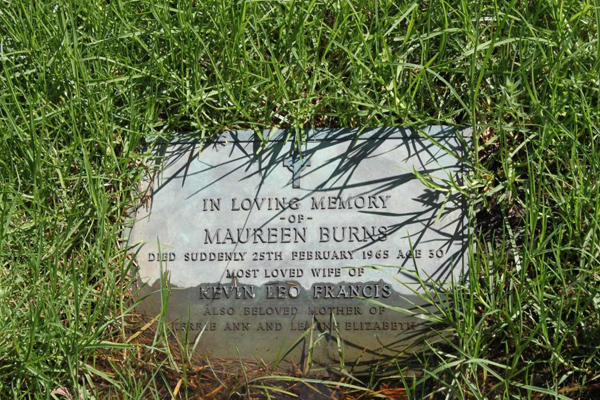 IN LOVING MEMORY
-OF-
MAUREEN BURNS
DIED SUDDENLY 25TH FEBRUARY 1965 AGE 30
MOST LOVED WIFE OF
KEVIN LEO FRANCIS
ALSO BELOVED MOTHER OF
KERRIE ANN AND ELIZABETH